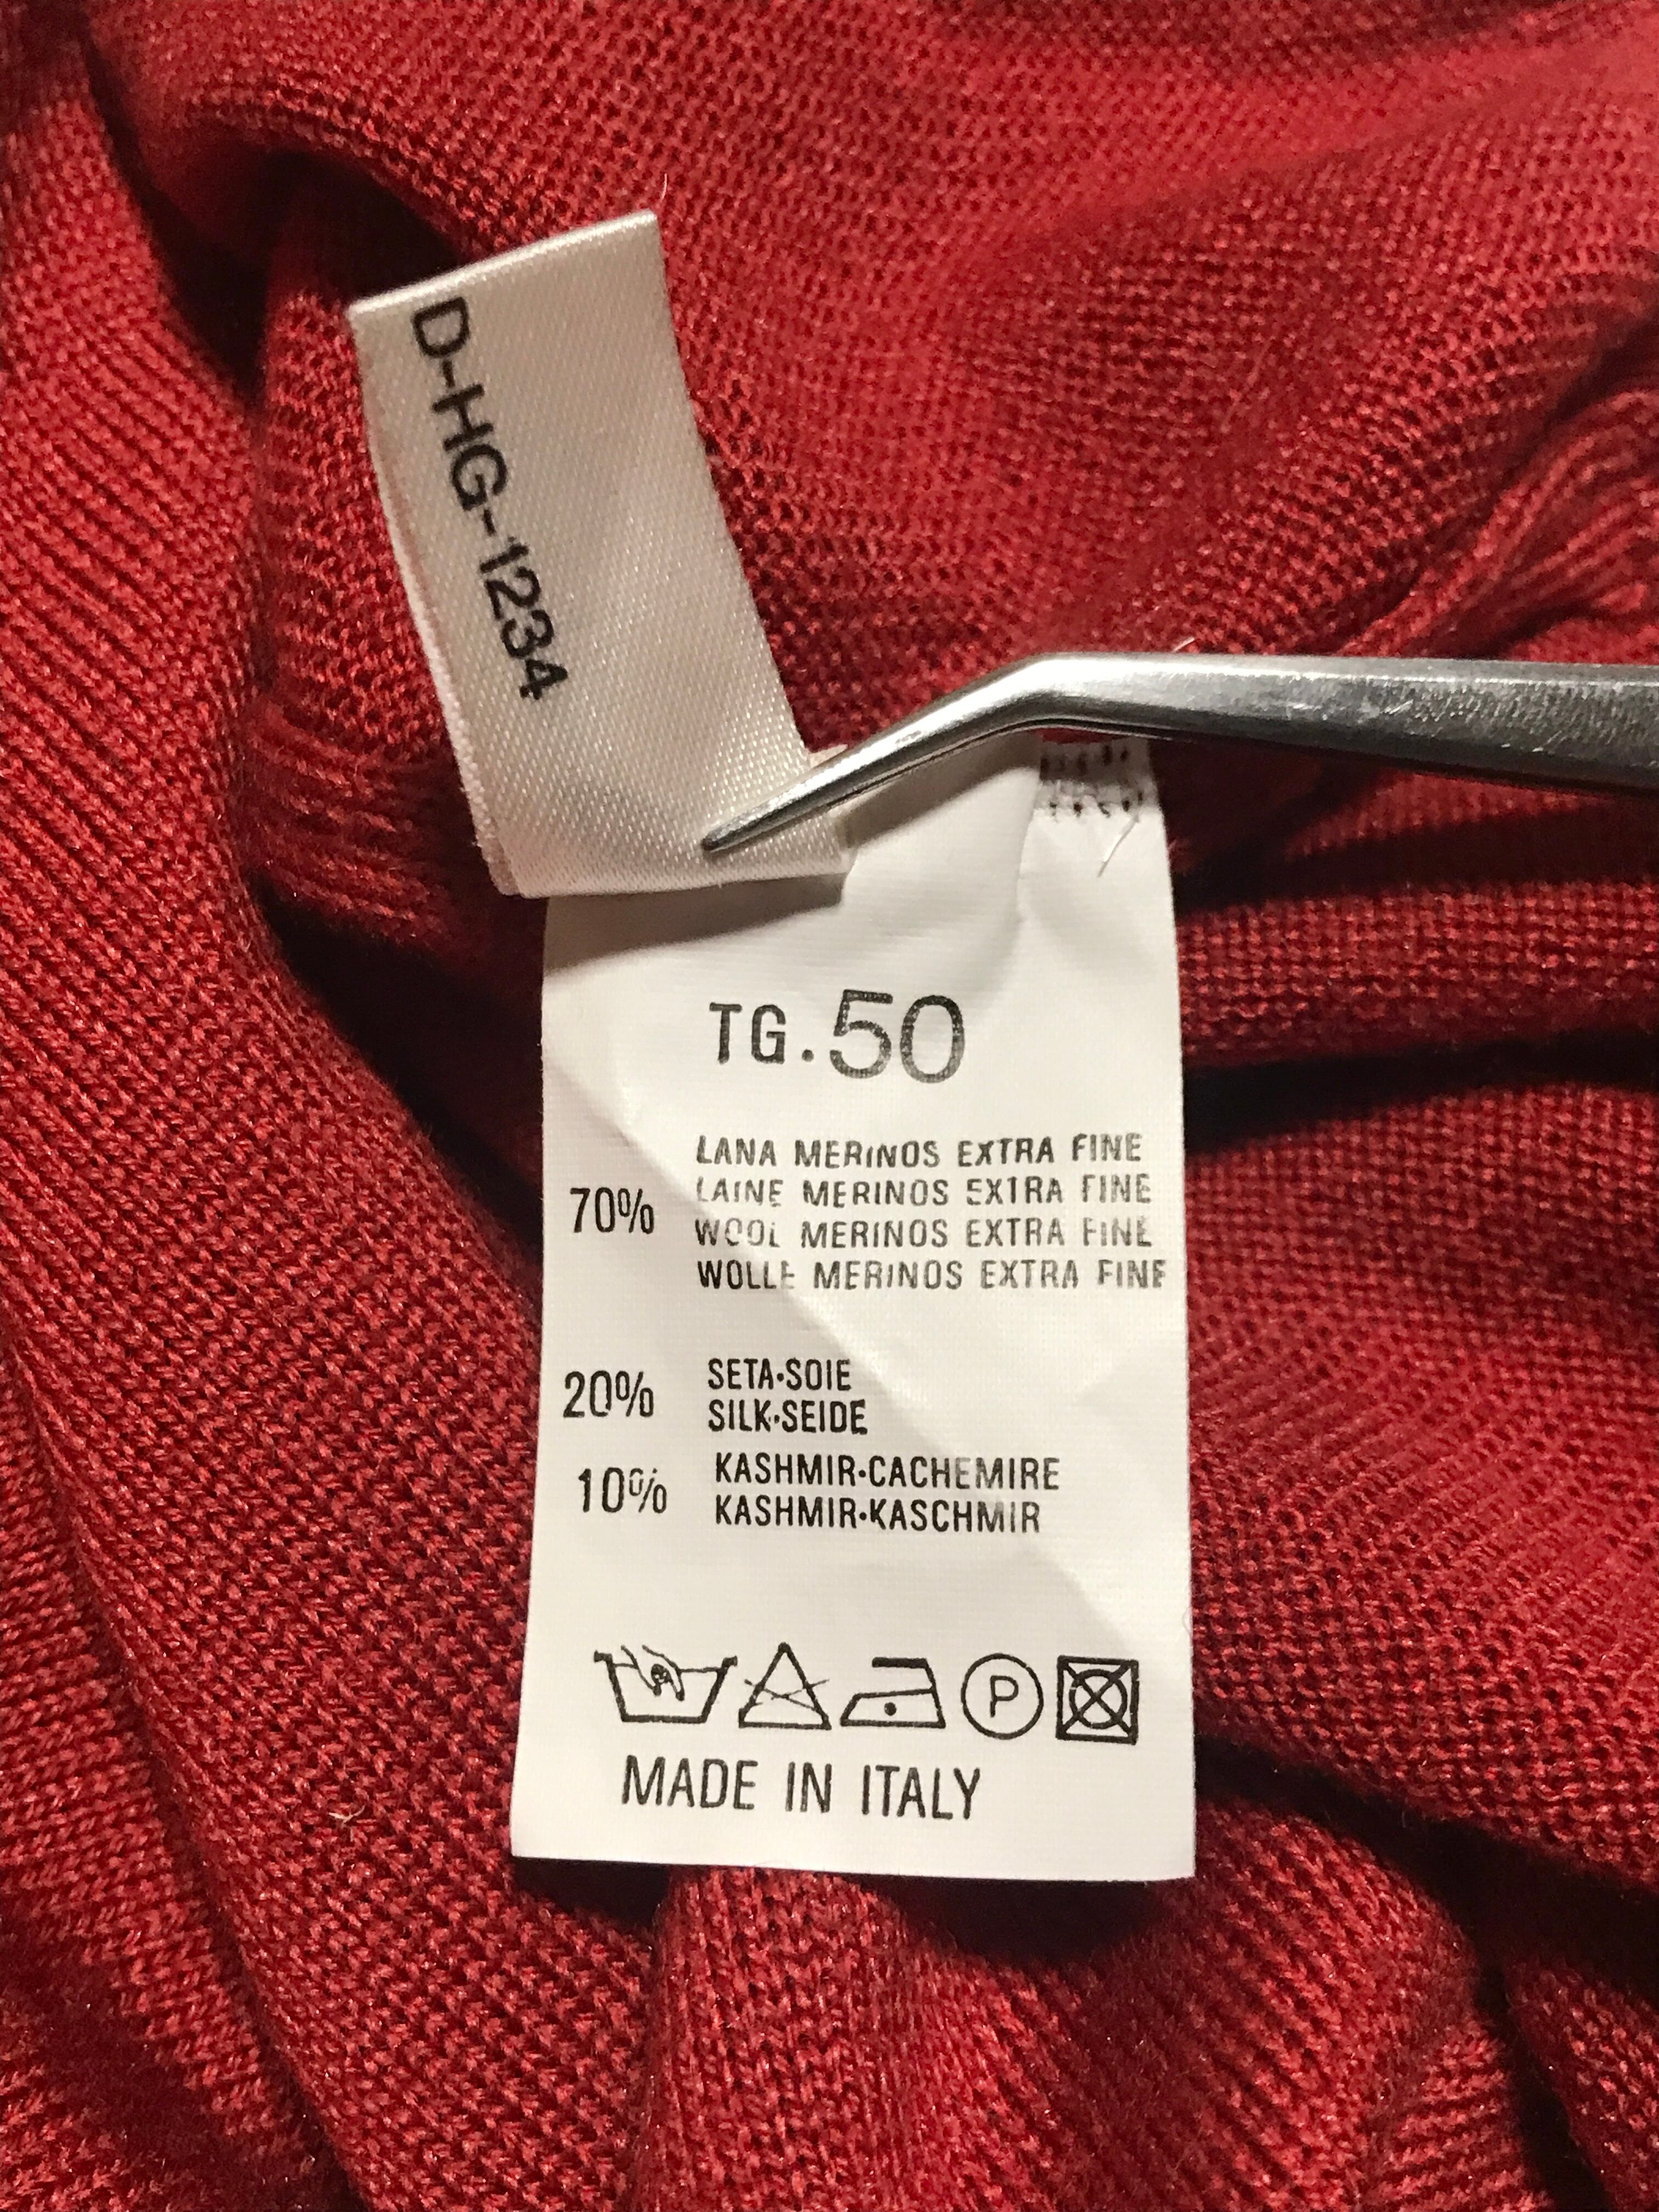 D-HG-1234
TG. 50
70%
LANA MERINOS EXTRA FINE
LAINE MERINOS EXTRA FINE
WOOL MERINOS EXTRA FINE
WOLLE MERINOS EXTRA FINE
20%
SETA•SOIE
SILK•SEIDE
10%
KASHMIR•CACHEMIRE
KASHMIR•KASCHMIR
P
MADE IN ITALY